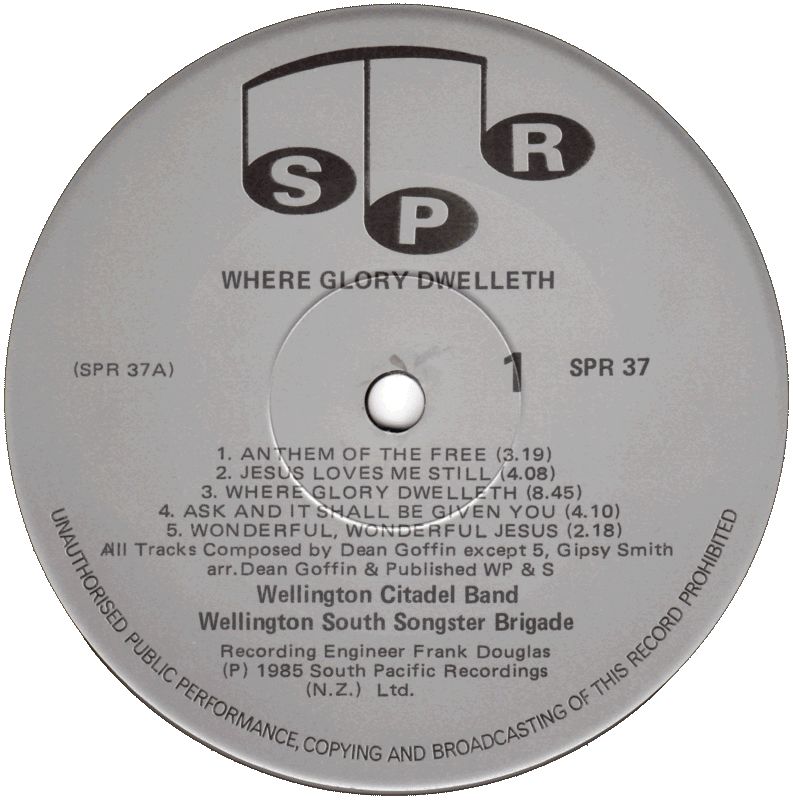 S P R
WHERE GLORY DWELLETH
(SPR 37A)
1
SPR 37
1. ANTHEM OF THE FREE (3.19)
2. JESUS LOVES ME STILL (4.08)
3. WHERE GLORY DWELLETH (8.45)
4. ASK AND IT SHALL BE GIVEN YOU (4.10)
5. WONDERFUL, WONDERFUL JESUS (2.18)
All Tracks Composed by Dean Goffin except 5, Gipsy Smith
arr. Dean Goffin & Published WP & S
Wellington Citadel Band
Wellington South Songster Brigade
Recording Engineer Frank Douglas
(P) 1985 South Pacific Recordings
(N.Z.) Ltd.
UNAUTHORISED PUBLIC PERFORMANCE, COPYING AND BROADCASTING OF THIS RECORD PROHIBITED